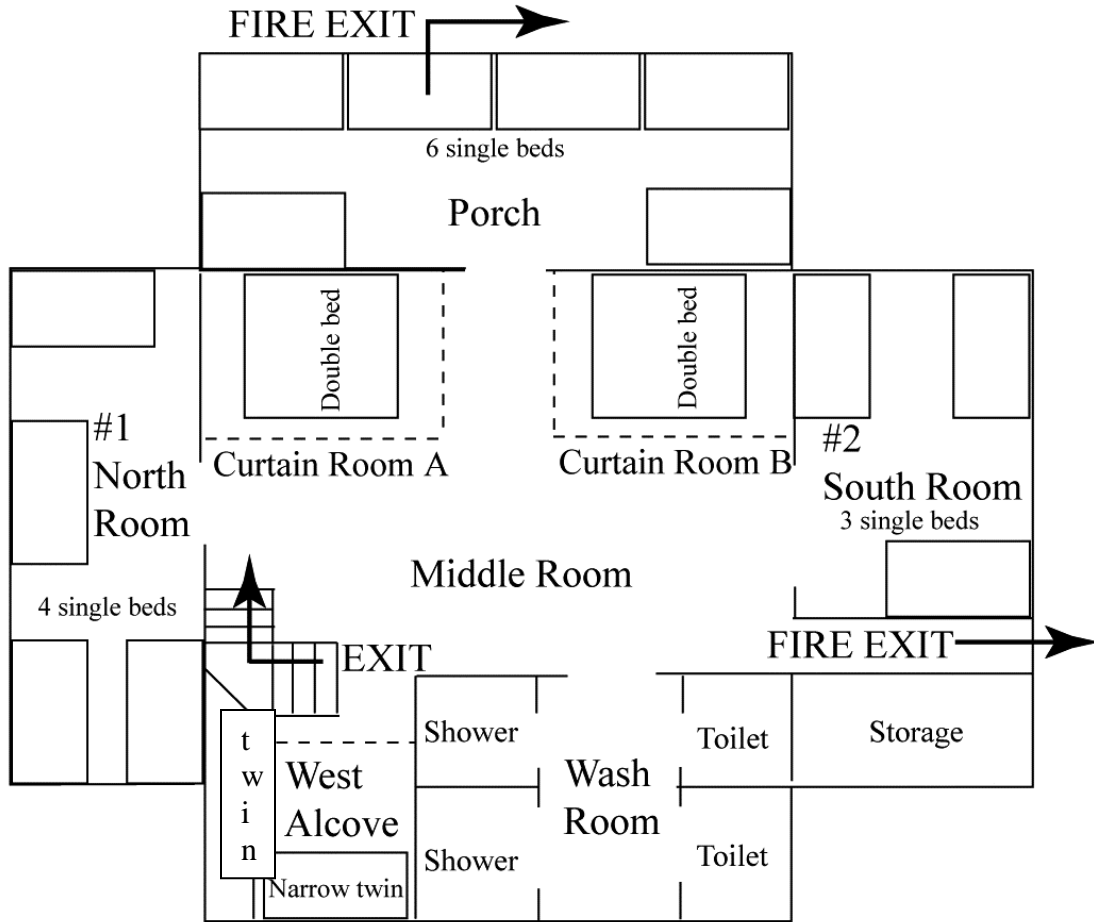 FIRE EXIT
6 single beds
Porch
Double bed
Double bed
Curtain Room A
Curtain Room B
#1
North
Room
4 single beds
#2
South Room
3 single beds
Middle Room
EXIT
FIRE EXIT
twin
West
Alcove
Narrow twin
Shower
Shower
Wash
Room
Toilet
Toilet
Storage